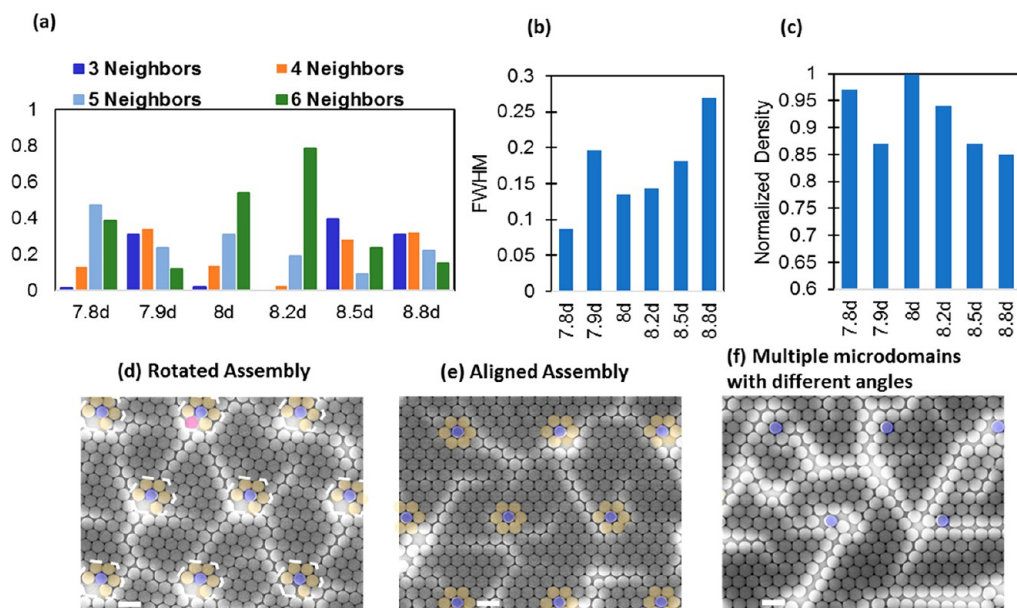 (a)
3 Neighbors 4 Neighbors
5 Neighbors 6 Neighbors
1
0.8
0.6
0.4
0.2
0
7.8d 7.9d 8d 8.2d 8.5d 8.8d
(b)
FWHM
0.3
0.25
0.2
0.15
0.1
0.05
0
7.8d 7.9d 8d 8.2d 8.5d 8.8d
(c)
Normalized Density
1
0.95
0.9
0.85
0.8
0.75
0.7
0.65
0.6
7.8d 7.9d 8d 8.2d 8.5d 8.8d
(d) Rotated Assembly
(e) Aligned Assembly
(f) Multiple microdomains
with different angles